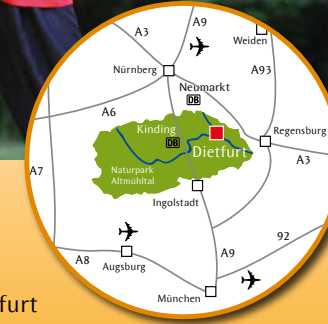 A3
A9
Weiden
Nürnberg
A93
Neumarkt
DB
A6
Kinding
DB
Dietfurt
Regensburg
A3
A7
Naturpark
Altmühltal
Ingolstadt
A9
92
A8
Augsburg
München
furt